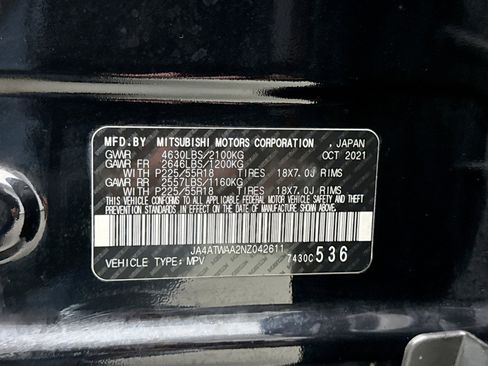 MFD.BY MITSUBISHI MOTORS CORPORATION , JAPAN
GVWR 4630LBS/2100KG OCT 2021
GAWR FR 2646LBS/1200KG
WITH P225/55R18 TIRES 18X7.0J RIMS
GAWR RR 2557LBS/1160KG
WITH P225/55R18 TIRES 18X7.0J RIMS
THIS VEHICLE CONFORMS TO ALL APPLICABLE FEDERAL MOTOR VEHICLE SAFETY AND THEFT PREVENTION STANDARDS IN EFFECT ON THE DATE OF MANUFACTURE SHOWN ABOVE.
JA4ATWAA2NZ042611
VEHICLE TYPE: MPV 7430C 536